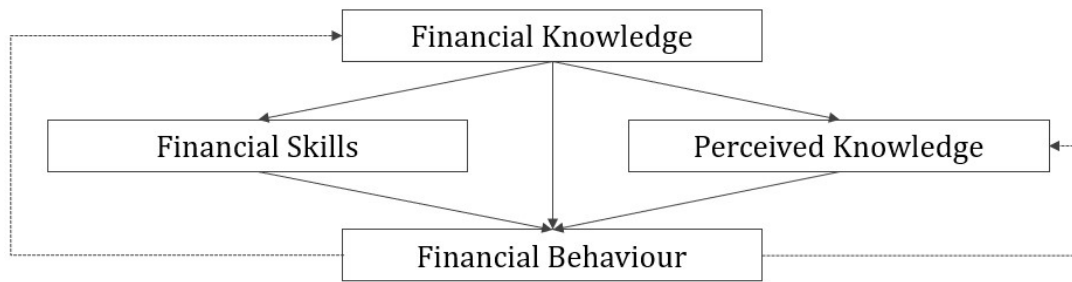 Financial Knowledge
Financial Skills
Perceived Knowledge
Financial Behaviour